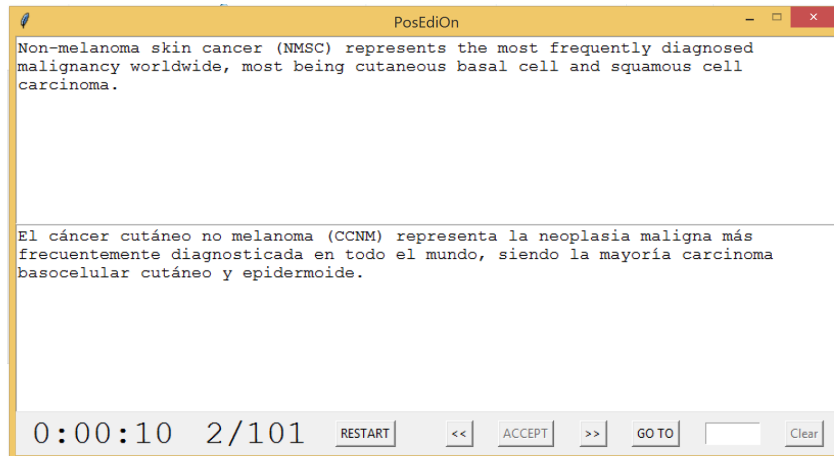 PosEdiOn
Non-melanoma skin cancer (NMSC) represents the most frequently diagnosed
malignancy worldwide, most being cutaneous basal cell and squamous cell
carcinoma.
El cáncer cutáneo no melanoma (CCNM) representa la neoplasia maligna más
frecuentemente diagnosticada en todo el mundo, siendo la mayoría carcinoma
basocelular cutáneo y epidermoide.
0:00:10 2/101 RESTART << ACCEPT >> GO TO Clear